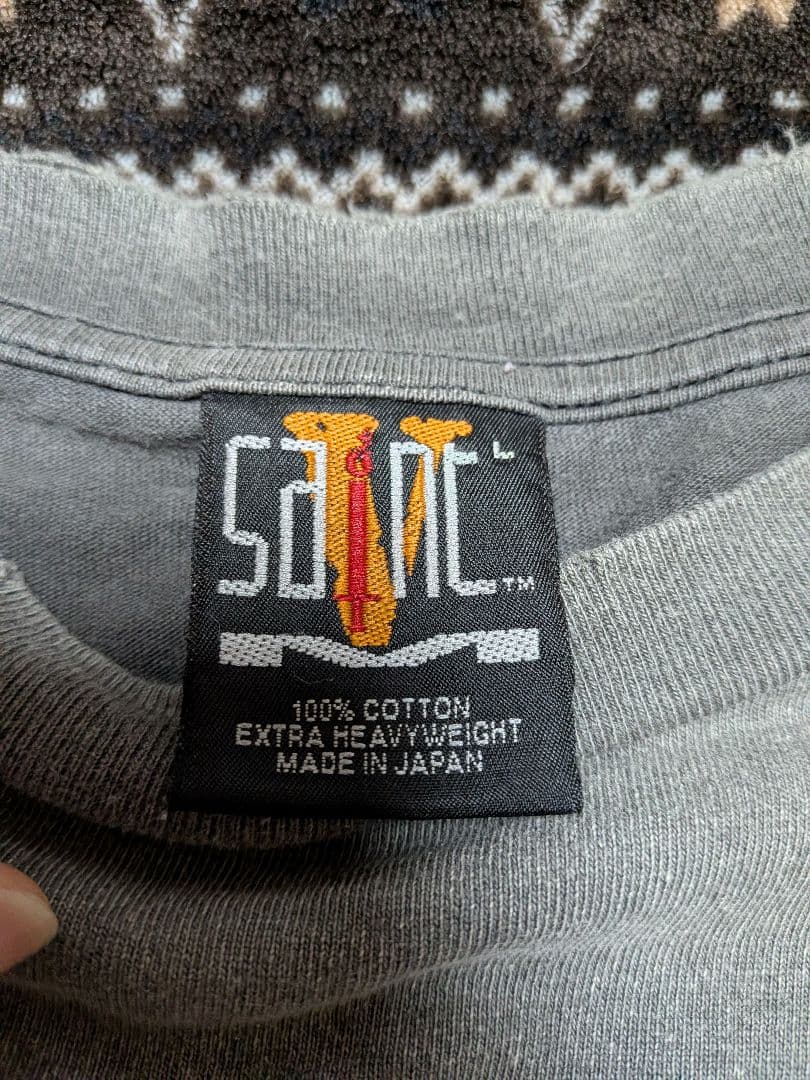 saint ™
100% COTTON
EXTRA HEAVYWEIGHT
MADE IN JAPAN